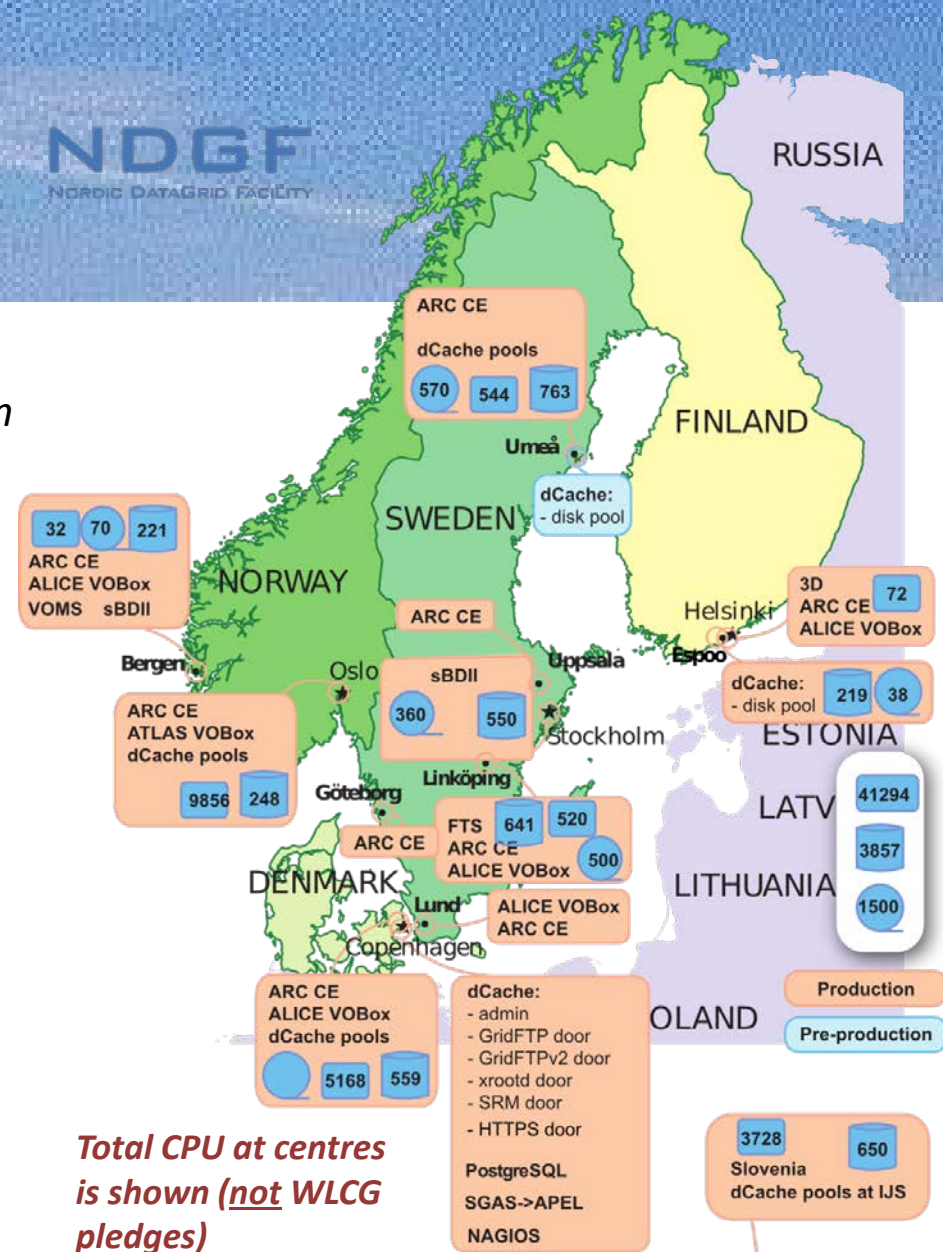 NDGF
NORDIC DATAGRID FACILITY
RUSSIA
ARC CE
dCache pools
570 544 763
Umeå
FINLAND
dCache:
- disk pool
SWEDEN
32 70 221
ARC CE
ALICE VOBox
VOMS sBDII
NORWAY
Bergen
Oslo
ARC CE
Uppsala
Helsinki
Espoo
3D
ARC CE 72
ALICE VOBox
dCache:
- disk pool 219 38
sBDII
360 550
Stockholm
ESTONIA
ARC CE
ATLAS VOBox
dCache pools
9856 248
Linköping
Göteborg
ARC CE
FTS 641 520
ARC CE
ALICE VOBox 500
LATV
41294
3857
1500
LITHUANIA
DENMARK
Lund
ALICE VOBox
ARC CE
Copenhagen
ARC CE
ALICE VOBox
dCache pools
5168 559
dCache:
- admin
- GridFTP door
- GridFTPv2 door
- xrootd door
- SRM door
- HTTPS door
PostgreSQL
SGAS->APEL
NAGIOS
OLAND
Production
Pre-production
3728 650
Slovenia
dCache pools at IJS
Total CPU at centres
is shown (not WLCG
pledges)